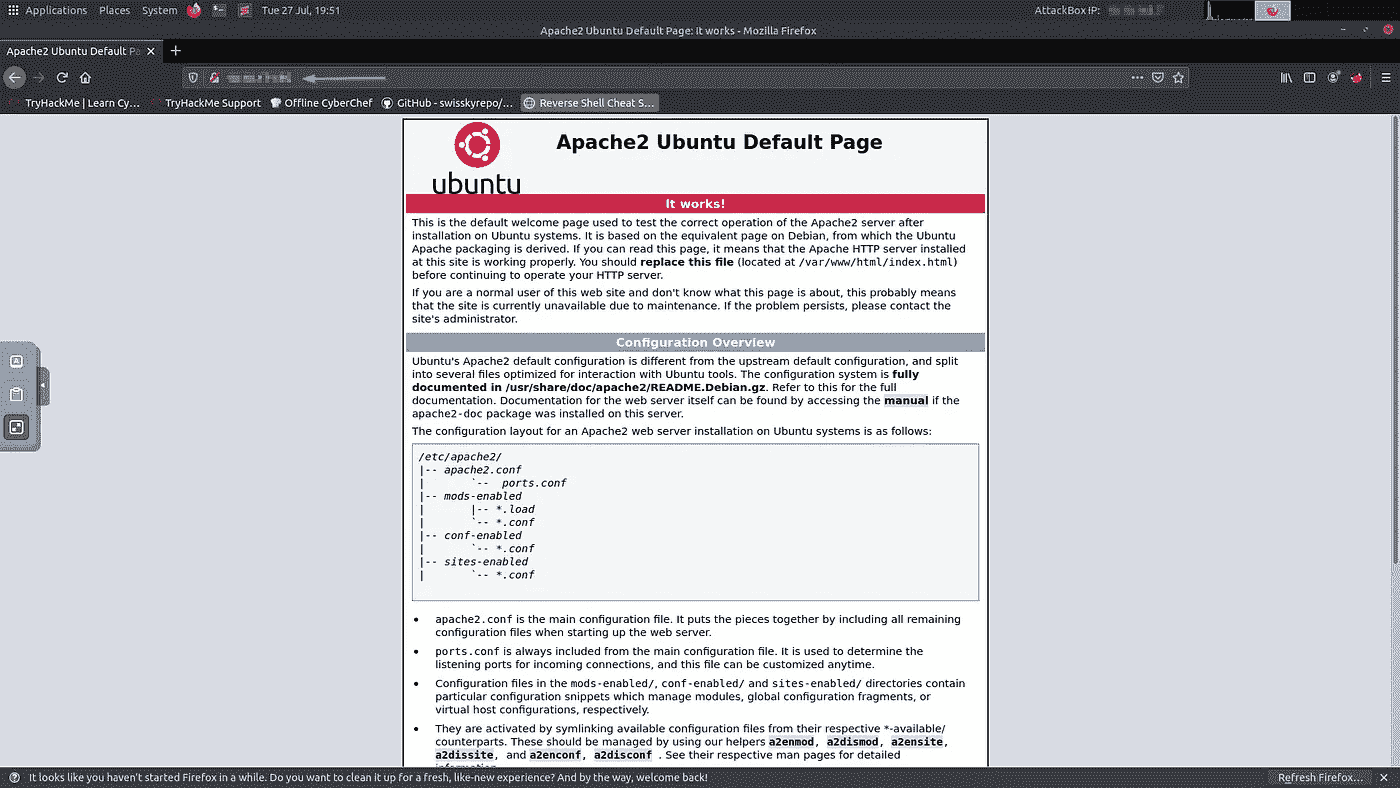 Applications Places System Tue 27 Jul, 19:51 AttackBox IP:
Apache2 Ubuntu Default Page: It works - Mozilla Firefox
Apache2 Ubuntu Default Pa
TryHackMe | Learn Cy… TryHackMe Support Offline CyberChef GitHub - swisskyrepo/… Reverse Shell Cheat S…
Apache2 Ubuntu Default Page
ubuntu
It works!
This is the default welcome page used to test the correct operation of the Apache2 server after
installation on Ubuntu systems. It is based on the equivalent page on Debian, from which the Ubuntu
Apache packaging is derived. If you can read this page, it means that the Apache HTTP server installed
at this site is working properly. You should replace this file (located at /var/www/html/index.html)
before continuing to operate your HTTP server.
If you are a normal user of this web site and don't know what this page is about, this probably means
that the site is currently unavailable due to maintenance. If the problem persists, please contact the
site's administrator.
Configuration Overview
Ubuntu's Apache2 default configuration is different from the upstream default configuration, and split
into several files optimized for interaction with Ubuntu tools. The configuration system is fully
documented in /usr/share/doc/apache2/README.Debian.gz. Refer to this for the full
documentation. Documentation for the web server itself can be found by accessing the manual if the
apache2-doc package was installed on this server.
The configuration layout for an Apache2 web server installation on Ubuntu systems is as follows:
/etc/apache2/
|-- apache2.conf
|       `--  ports.conf
|-- mods-enabled
|       |-- *.load
|       `-- *.conf
|-- conf-enabled
|       `-- *.conf
|-- sites-enabled
|       `-- *.conf
• apache2.conf is the main configuration file. It puts the pieces together by including all remaining
configuration files when starting up the web server.
• ports.conf is always included from the main configuration file. It is used to determine the
listening ports for incoming connections, and this file can be customized anytime.
• Configuration files in the mods-enabled/, conf-enabled/ and sites-enabled/ directories contain
particular configuration snippets which manage modules, global configuration fragments, or
virtual host configurations, respectively.
• They are activated by symlinking available configuration files from their respective *-available/
counterparts. These should be managed by using our helpers a2enmod, a2dismod, a2ensite,
a2dissite, and a2enconf, a2disconf . See their respective man pages for detailed
information.
It looks like you haven't started Firefox in a while. Do you want to clean it up for a fresh, like-new experience? And by the way, welcome back! Refresh Firefox…